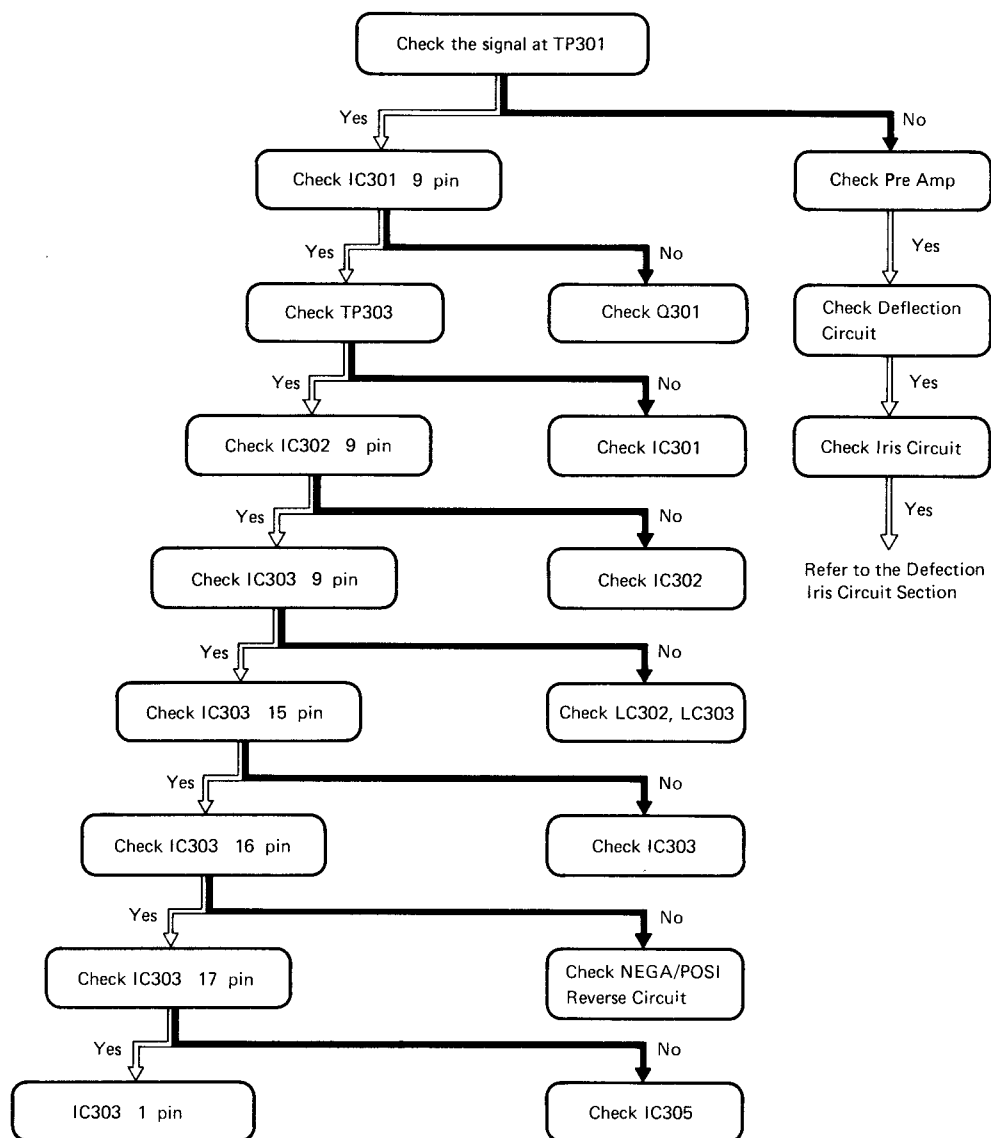 Check the signal at TP301
Yes
No
Check IC301 9 pin
Check Pre Amp
Yes
No
Yes
Check TP303
Check Q301
Check Deflection
Circuit
Yes
No
Yes
Check IC302 9 pin
Check IC301
Check Iris Circuit
Yes
No
Yes
Check IC303 9 pin
Check IC302
Refer to the Defection
Iris Circuit Section
Yes
No
Check IC303 15 pin
Check LC302, LC303
Yes
No
Check IC303 16 pin
Check IC303
Yes
No
Check IC303 17 pin
Check NEGA/POSI
Reverse Circuit
Yes
No
IC303 1 pin
Check IC305